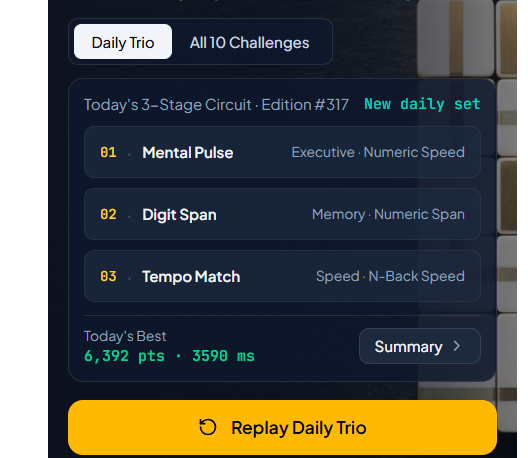 Daily Trio All 10 Challenges
Today's 3-Stage Circuit · Edition #317 New daily set
01 · Mental Pulse Executive · Numeric Speed
02 · Digit Span Memory · Numeric Span
03 · Tempo Match Speed · N-Back Speed
Today's Best
6,392 pts · 3590 ms
Summary
Replay Daily Trio